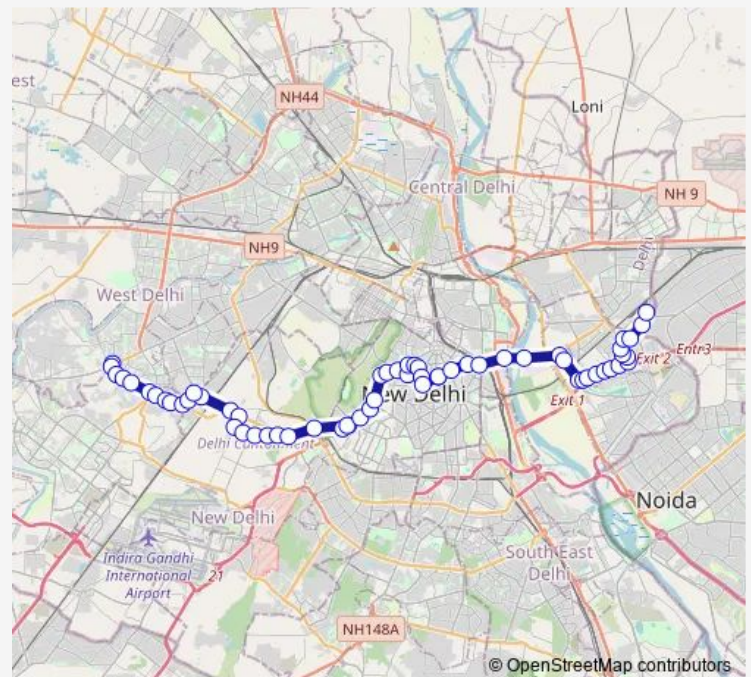 est
NH44
Loni
Central Delhi
NH 9
NH9
Delhi
West Delhi
Exit 2
Entr3
New Delhi
Exit 1
Delhi Cantonment
Noida
New Delhi
Indira Gandhi
International
Airport
21
South East
Delhi
NH148A
© OpenStreetMap contributors